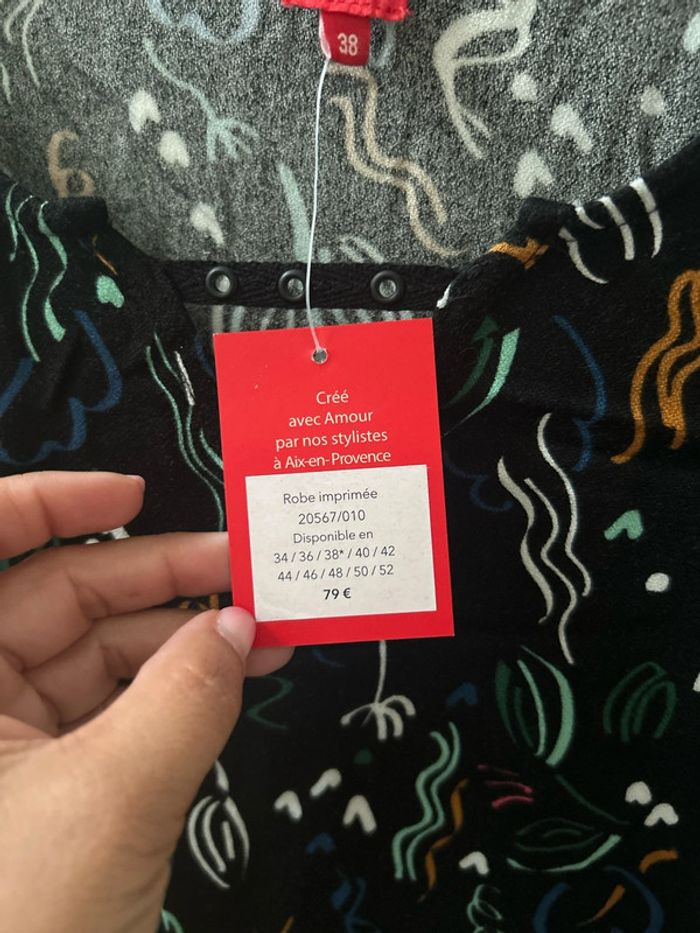 38
Créé
avec Amour
par nos stylistes
à Aix-en-Provence
Robe imprimée
20567/010
Disponible en
34 / 36 / 38* / 40 / 42
44 / 46 / 48 / 50 / 52
79 €